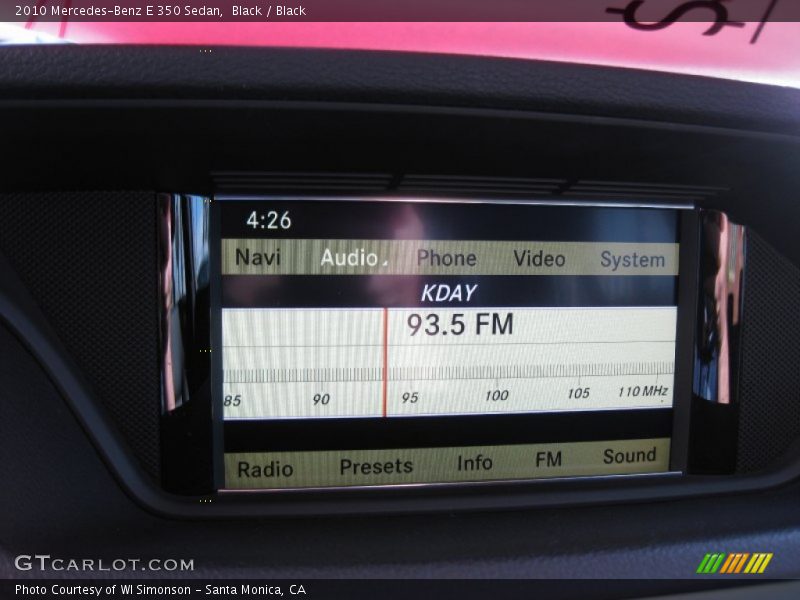 2010 Mercedes-Benz E 350 Sedan, Black / Black
4:26
Navi Audio Phone Video System
KDAY
93.5 FM
85 90 95 100 105 110 MHz
Radio Presets Info FM Sound
GTCARLOT.COM
Photo Courtesy of WI Simonson - Santa Monica, CA